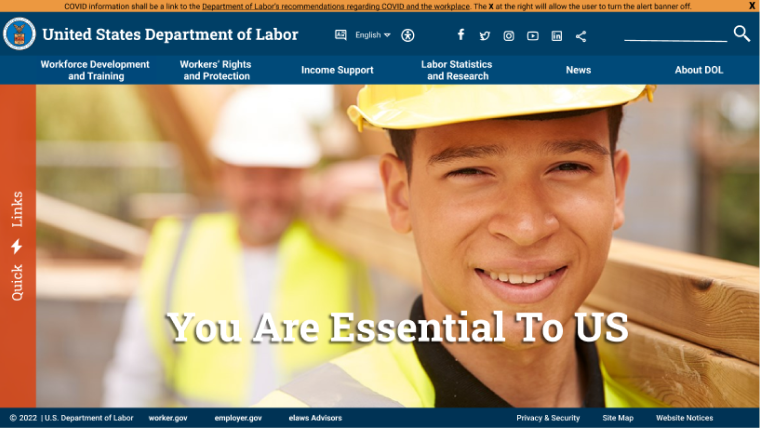 COVID information shall be a link to the Department of Labor's recommendations regarding COVID and the workplace. The X at the right will allow the user to turn the alert banner off. X
United States Department of Labor
English
Workforce Development
and Training
Workers' Rights
and Protection
Income Support
Labor Statistics
and Research
News
About DOL
Quick Links
You Are Essential To US
© 2022 | U.S. Department of Labor worker.gov employer.gov elaws Advisors Privacy & Security Site Map Website Notices